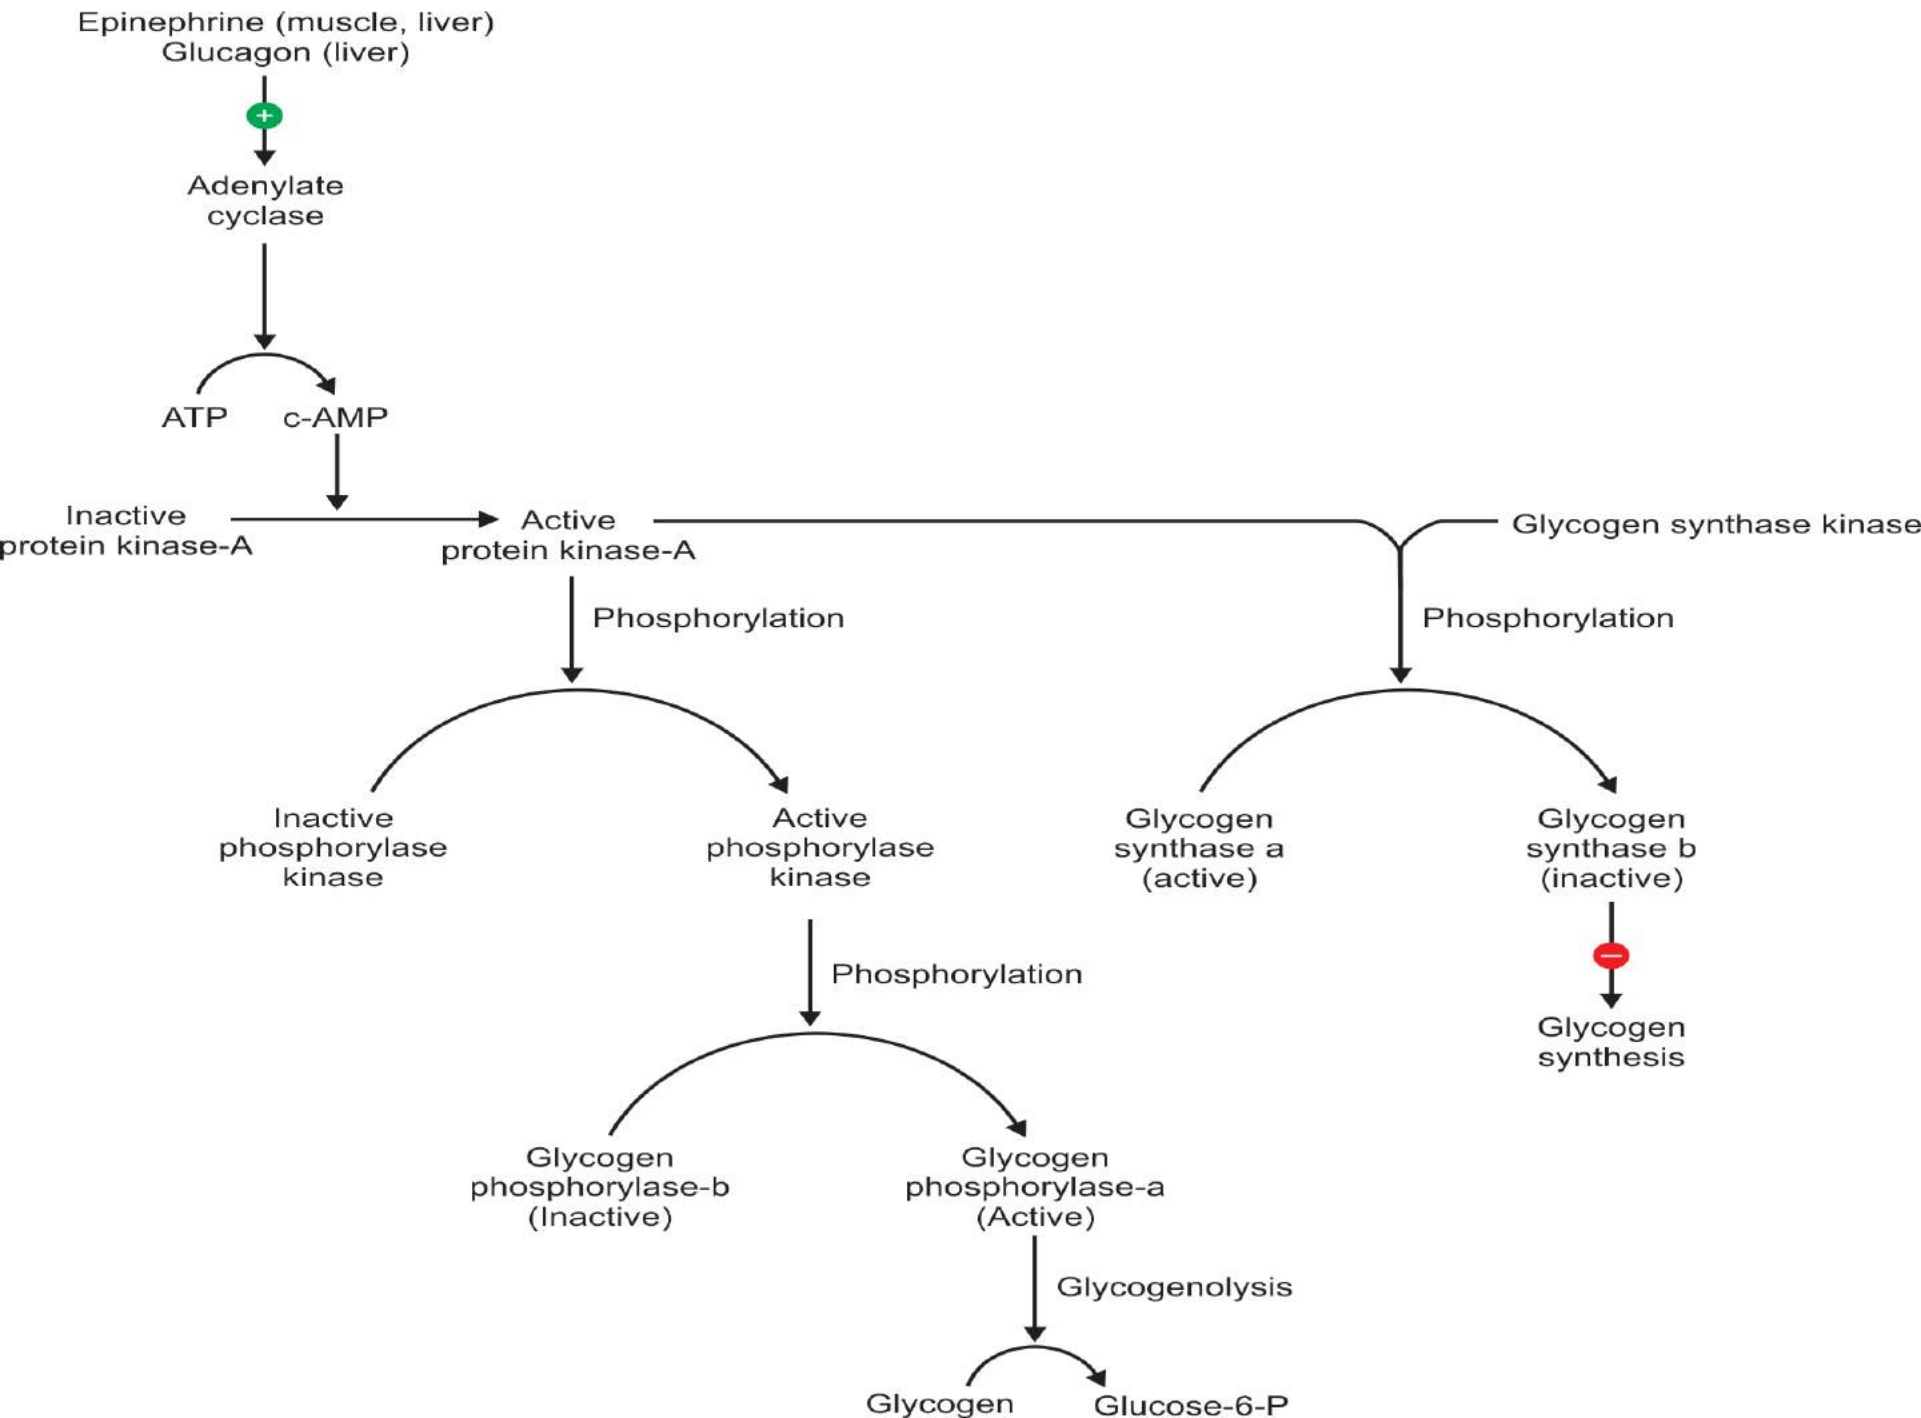 Epinephrine (muscle, liver)
Glucagon (liver)
+
Adenylate
cyclase
ATP
c-AMP
Inactive
protein kinase-A
Active
protein kinase-A
Glycogen synthase kinase
Phosphorylation
Phosphorylation
Inactive
phosphorylase
kinase
Active
phosphorylase
kinase
Glycogen
synthase a
(active)
Glycogen
synthase b
(inactive)
−
Phosphorylation
Glycogen
synthesis
Glycogen
phosphorylase-b
(Inactive)
Glycogen
phosphorylase-a
(Active)
Glycogenolysis
Glycogen
Glucose-6-P